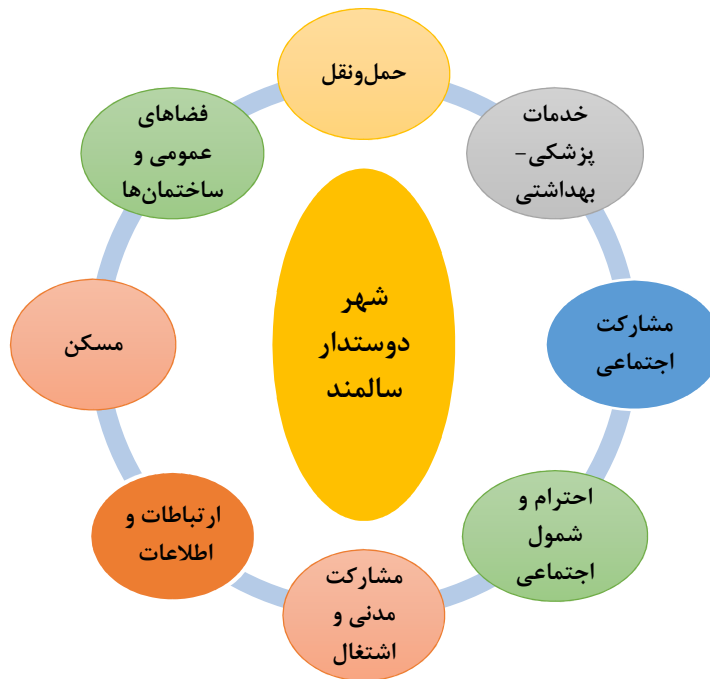 حمل‌ونقل
خدمات
پزشکی-
بهداشتی
مشارکت
اجتماعی
احترام و
شمول
اجتماعی
مشارکت
مدنی و
اشتغال
ارتباطات و
اطلاعات
مسکن
فضاهای
عمومی و
ساختمان‌ها
شهر
دوستدار
سالمند